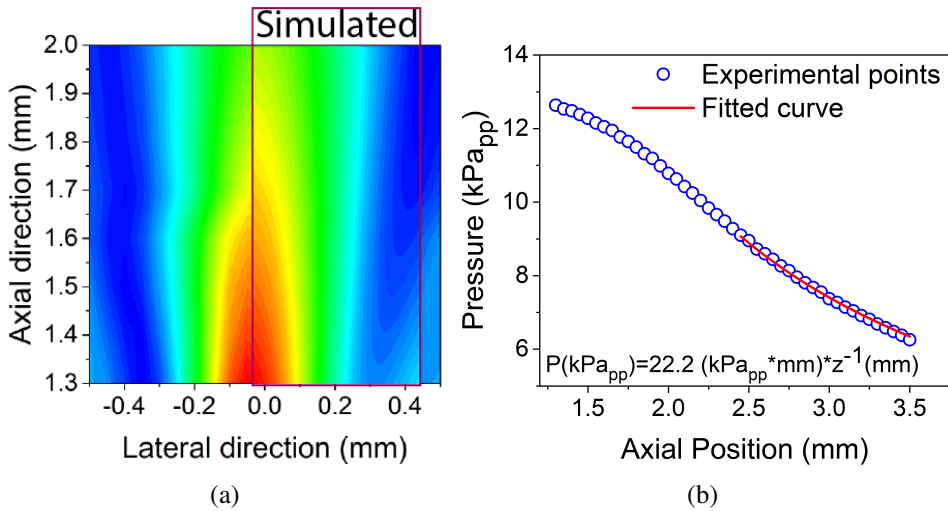 Simulated
2.0
1.9
1.8
1.7
1.6
1.5
1.4
1.3
Axial direction (mm)
-0.4 -0.2 0.0 0.2 0.4
Lateral direction (mm)
(a)
14
12
10
8
6
Pressure (kPapp)
Experimental points
Fitted curve
P(kPapp)=22.2 (kPapp*mm)*z-1(mm)
1.5 2.0 2.5 3.0 3.5
Axial Position (mm)
(b)